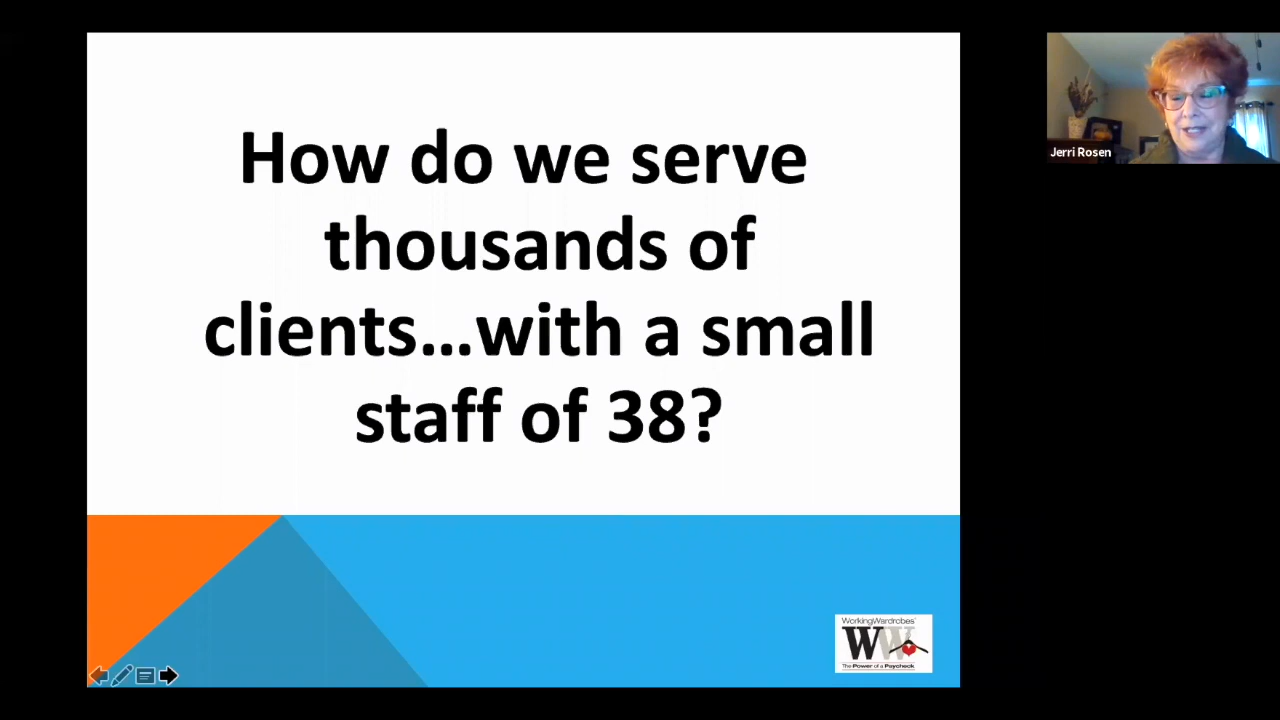 How do we serve
thousands of
clients...with a small
staff of 38?
Jerri Rosen
WorkingWardrobes
WW
The Power of a Paycheck